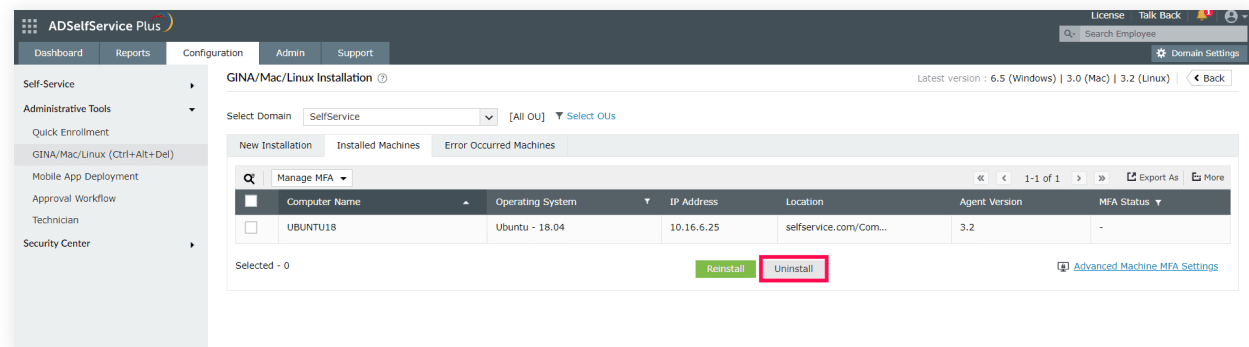 License Talk Back 1
ADSelfService Plus
Search Employee
Dashboard Reports Configuration Admin Support Domain Settings
Self-Service
Administrative Tools
Quick Enrollment
GINA/Mac/Linux (Ctrl+Alt+Del)
Mobile App Deployment
Approval Workflow
Technician
Security Center
GINA/Mac/Linux Installation ?
Latest version : 6.5 (Windows) | 3.0 (Mac) | 3.2 (Linux) | Back
Select Domain SelfService [All OU] Select OUs
New Installation Installed Machines Error Occurred Machines
Manage MFA 1-1 of 1 Export As More
Computer Name Operating System IP Address Location Agent Version MFA Status
UBUNTU18 Ubuntu - 18.04 10.16.6.25 selfservice.com/Com... 3.2 -
Selected - 0 Reinstall Uninstall Advanced Machine MFA Settings